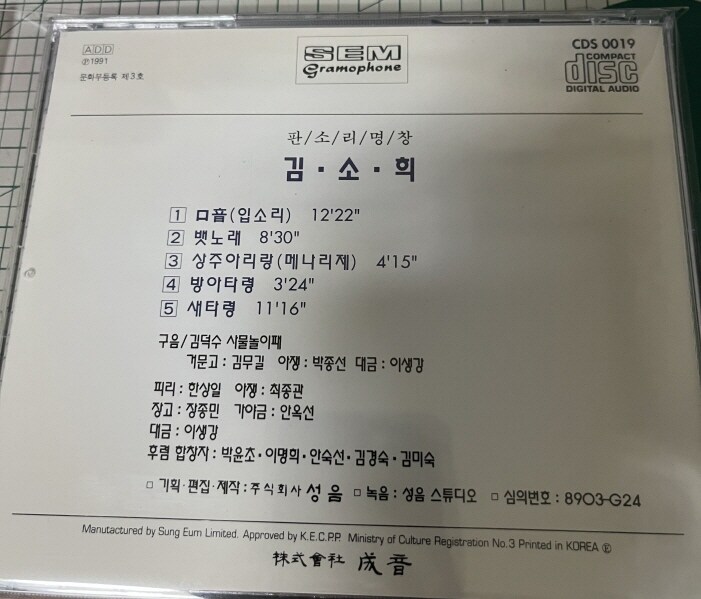 ADD
℗1991
문화부등록 제3호
SEM
Gramophone
CDS 0019
COMPACT
disc
DIGITAL AUDIO
판/소/리/명/창
김·소·희
1 口音(입소리) 12'22"
2 뱃노래 8'30"
3 상주아리랑(메나리제) 4'15"
4 방아타령 3'24"
5 새타령 11'16"
구음/김덕수 사물놀이패
거문고:김무길 아쟁:박종선 대금:이생강
피리:한상일 아쟁:최종관
장고:장종민 가야금:안옥선
대금:이생강
후렴 합창자:박윤초·이명희·안숙선·김경숙·김미숙
□ 기획·편집·제작:주식회사 성음 □ 녹음:성음 스튜디오 □ 심의번호:8903-G24
Manutactured by Sung Eum Limited. Approved by K.E.C.P.P. Ministry of Culture Registration No.3 Printed in KOREA Ⓡ
株式會社 成音